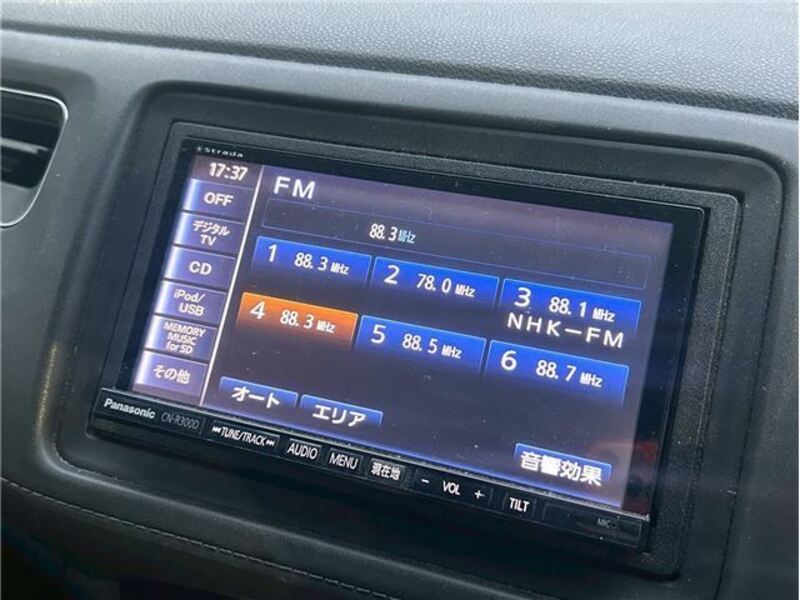 Strada
17:37
FM
OFF
88.3MHz
デジタル
TV
1 88.3MHz
2 78.0MHz
3 88.1MHz
NHK-FM
CD
iPod/
USB
4 88.3MHz
5 88.5MHz
6 88.7MHz
MEMORY
MUSIC
for SD
その他
オート
エリア
音響効果
Panasonic CN-R300D
TUNE/TRACK AUDIO MENU 現在地 - VOL + TILT MIC